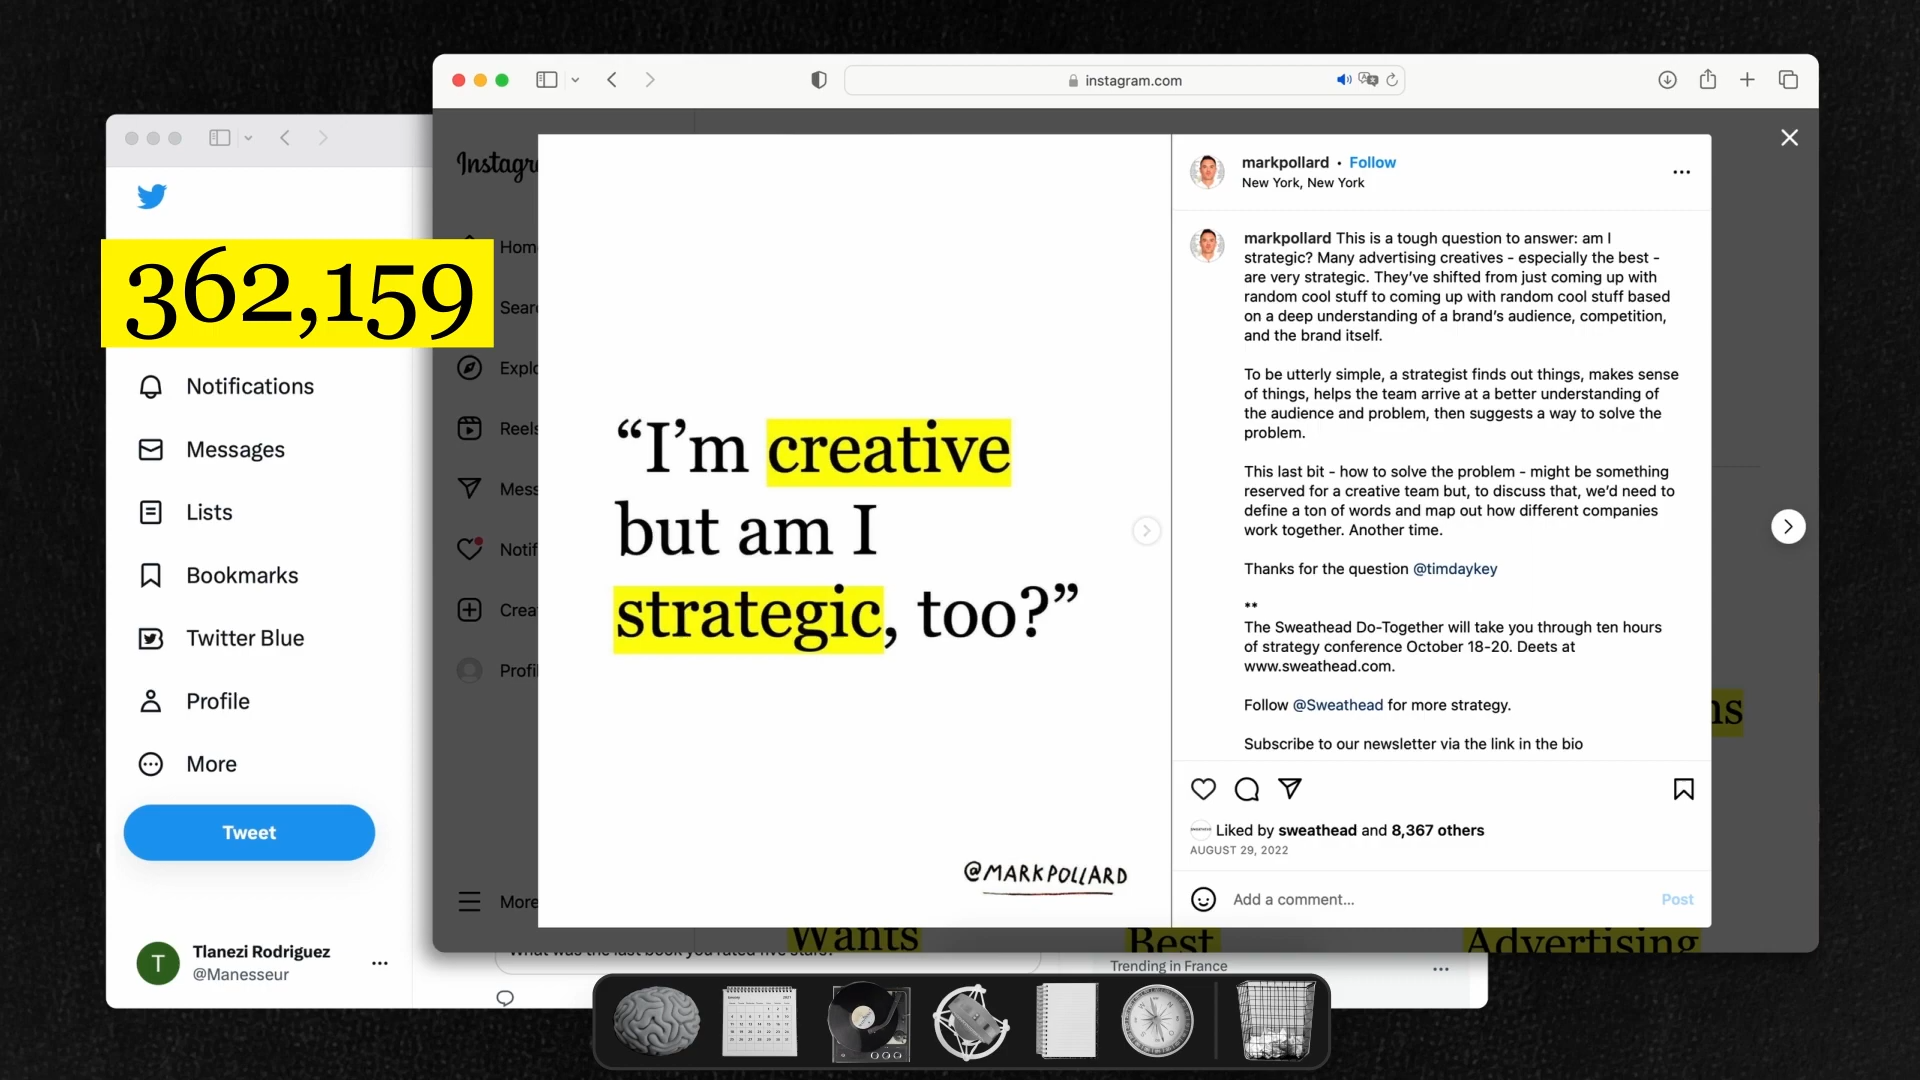 instagram.com
362,159
Notifications
Messages
Lists
Bookmarks
Twitter Blue
Profile
More
Tweet
Tlanezi Rodriguez
@Manesseur
Reels
More
“I’m creative
but am I
strategic, too?”
@MARKPOLLARD
markpollard • Follow
New York, New York
markpollard This is a tough question to answer: am I
strategic? Many advertising creatives - especially the best -
are very strategic. They’ve shifted from just coming up with
random cool stuff to coming up with random cool stuff based
on a deep understanding of a brand’s audience, competition,
and the brand itself.
To be utterly simple, a strategist finds out things, makes sense
of things, helps the team arrive at a better understanding of
the audience and problem, then suggests a way to solve the
problem.
This last bit - how to solve the problem - might be something
reserved for a creative team but, to discuss that, we’d need to
define a ton of words and map out how different companies
work together. Another time.
Thanks for the question @timdaykey
**
The Sweathead Do-Together will take you through ten hours
of strategy conference October 18-20. Deets at
www.sweathead.com.
Follow @Sweathead for more strategy.
Subscribe to our newsletter via the link in the bio
Liked by sweathead and 8,367 others
AUGUST 29, 2022
Add a comment...
Post
Wants
Best
Advertising
Trending in France